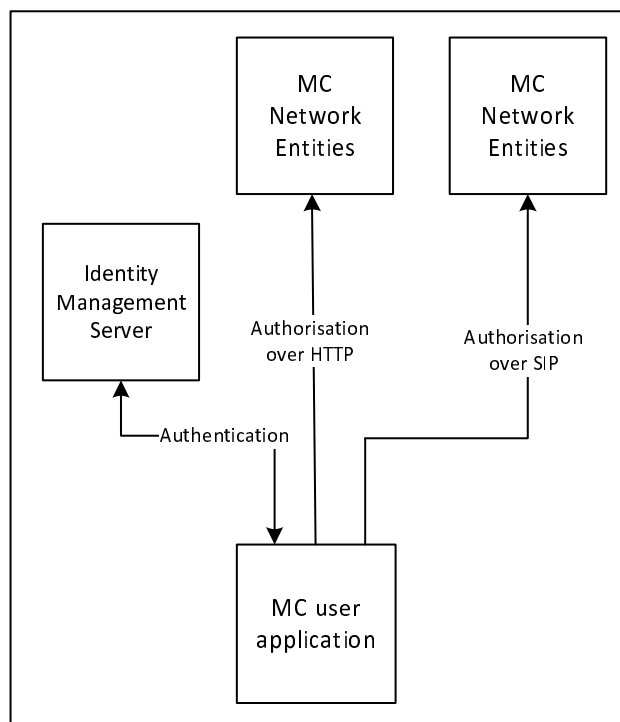 MC
Network
Entities
MC
Network
Entities
Identity
Management
Server
Authorisation
over HTTP
Authorisation
over SIP
Authentication
MC user
application